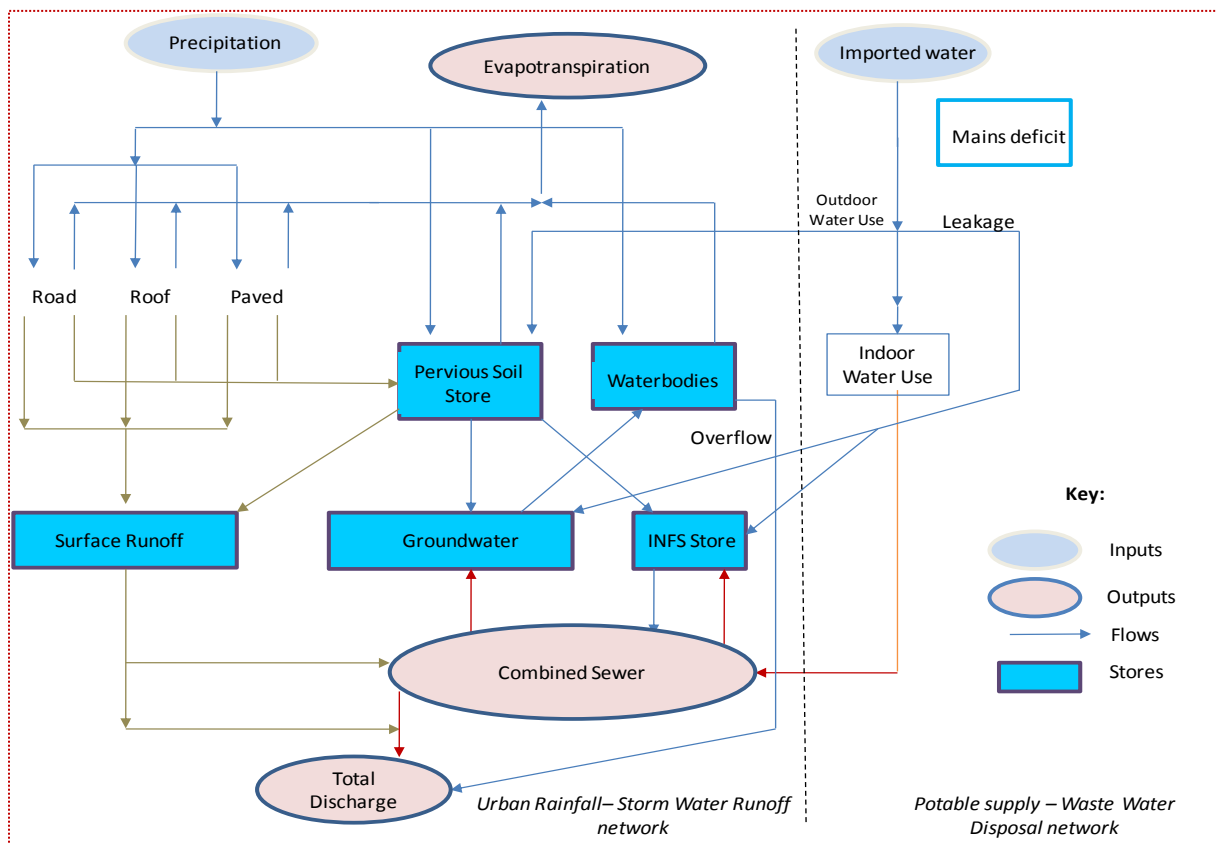 Precipitation
Evapotranspiration
Imported water
Mains deficit
Outdoor
Water Use
Leakage
Road
Roof
Paved
Pervious Soil
Store
Waterbodies
Indoor
Water Use
Overflow
Surface Runoff
Groundwater
INFS Store
Combined Sewer
Total
Discharge
Key:
Inputs
Outputs
Flows
Stores
Urban Rainfall– Storm Water Runoff
network
Potable supply – Waste Water
Disposal network